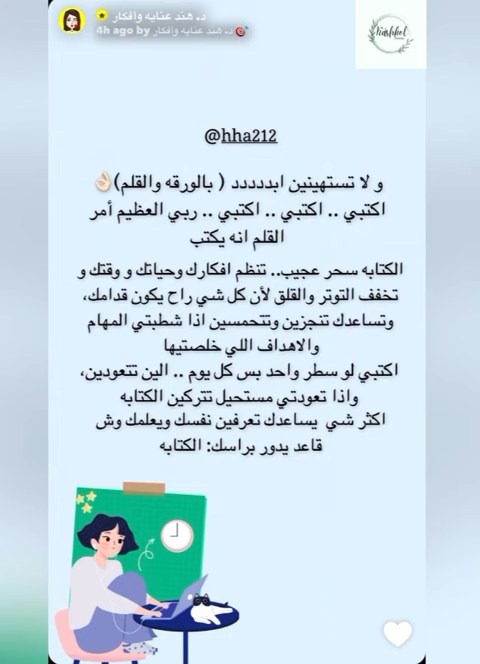 د. هند عنايه وأفكار
4h ago by د. هند عنايه وأفكار
@hha212
و لا تستهينين ابدددد ( بالورقه والقلم)👌🏻
اكتبي .. اكتبي .. اكتبي .. ربي العظيم أمر
القلم انه يكتب
الكتابه سحر عجيب.. تنظم افكارك وحياتك و وقتك و
تخفف التوتر والقلق لأن كل شي راح يكون قدامك،
وتساعدك تنجزين وتتحمسين اذا شطبتي المهام
والاهداف اللي خلصتيها
اكتبي لو سطر واحد بس كل يوم .. الين تتعودين،
واذا تعودتي مستحيل تتركين الكتابه
اكثر شي يساعدك تعرفين نفسك ويعلمك وش
قاعد يدور براسك: الكتابه